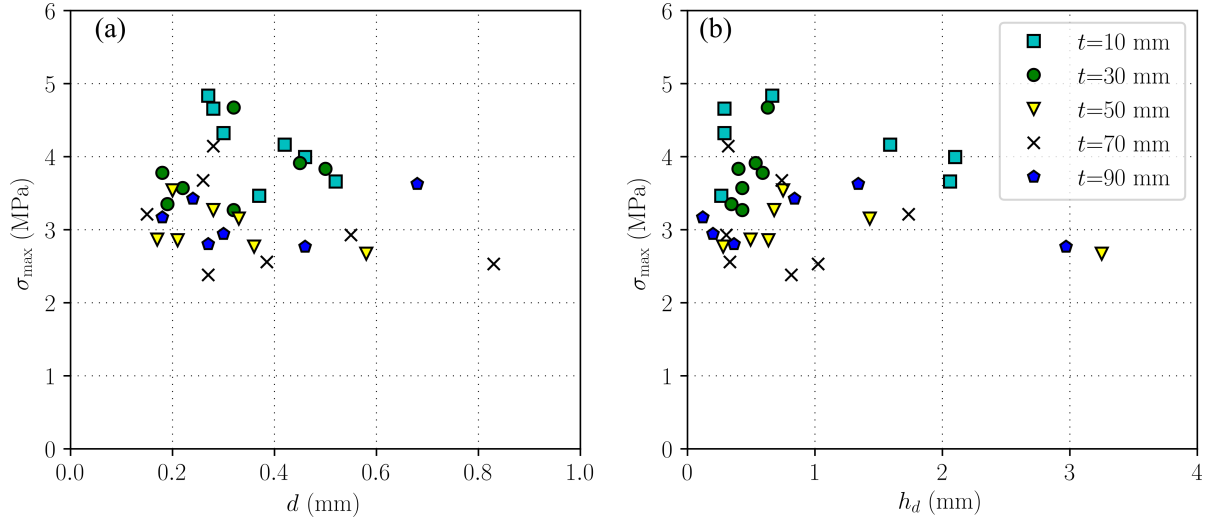 (a)
6
5
4
3
2
1
0
0.0 0.2 0.4 0.6 0.8 1.0
σmax (MPa)
d (mm)
(b)
6
5
4
3
2
1
0
0 1 2 3 4
σmax (MPa)
hd (mm)
t=10 mm
t=30 mm
t=50 mm
t=70 mm
t=90 mm